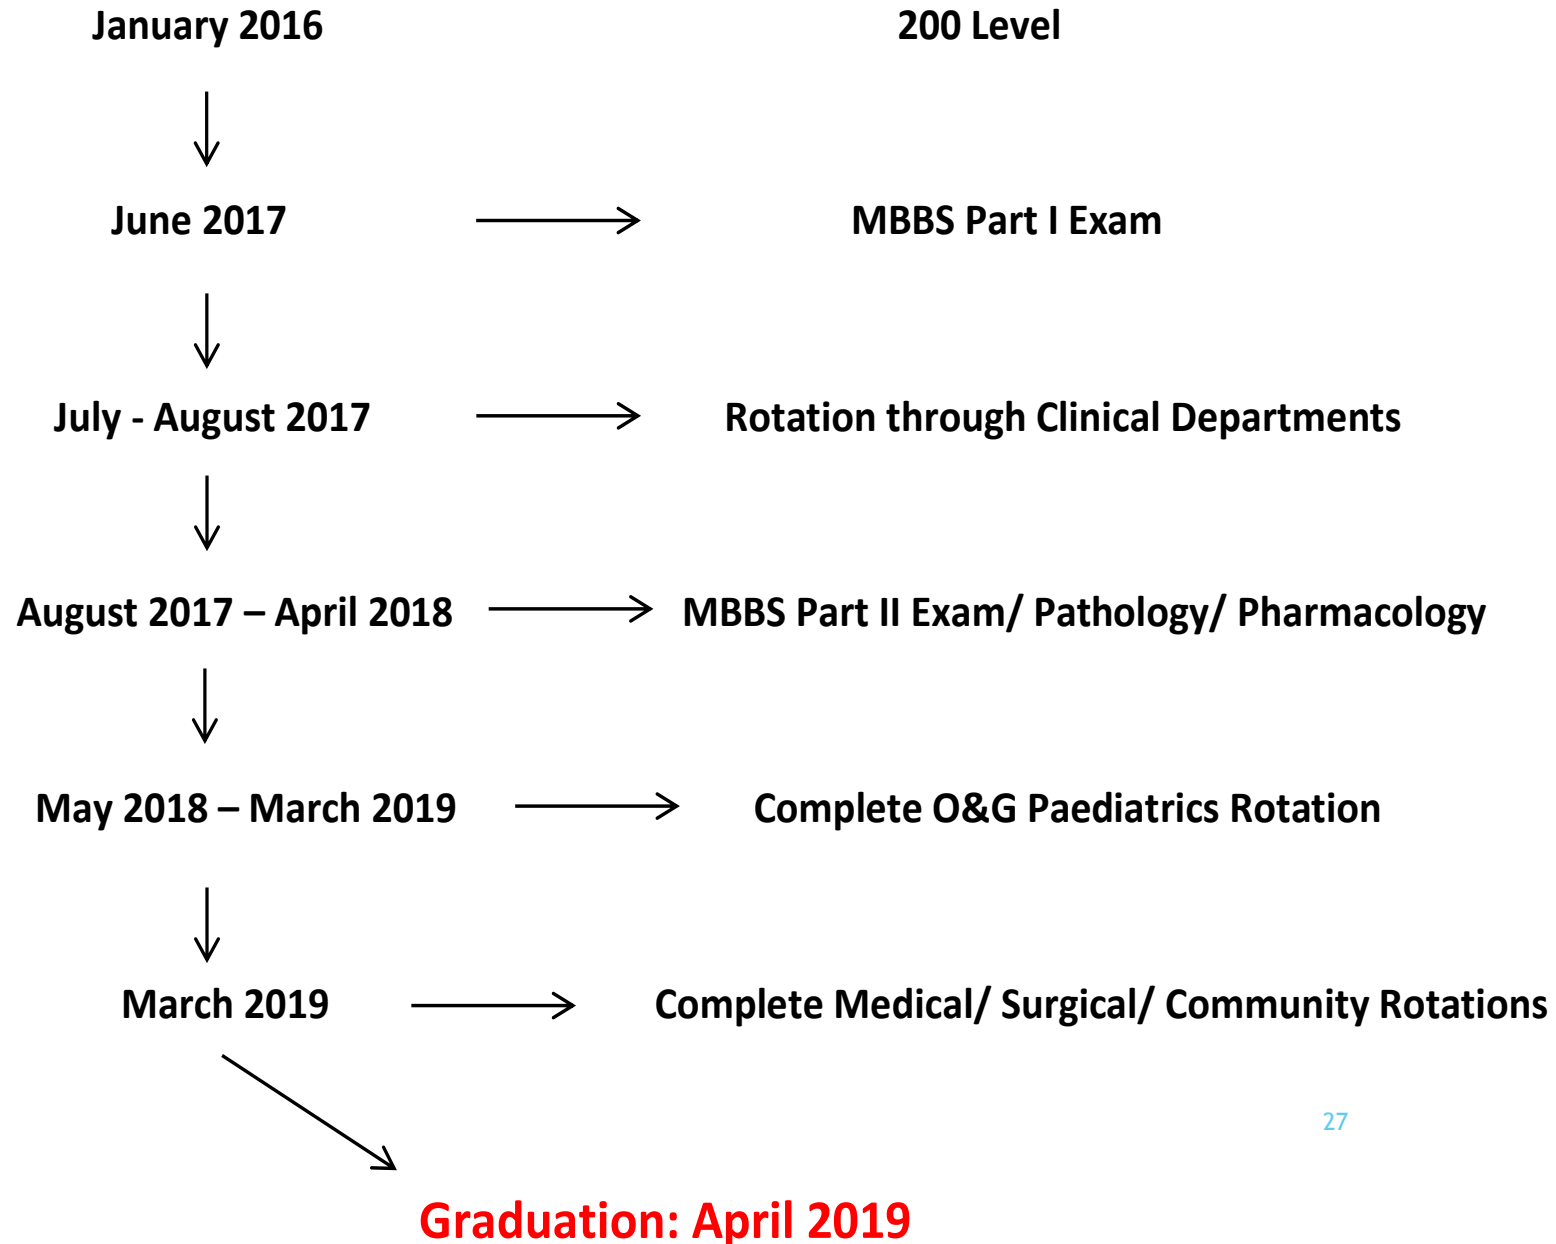 January 2016 200 Level
June 2017 MBBS Part I Exam
July - August 2017 Rotation through Clinical Departments
August 2017 – April 2018 MBBS Part II Exam/ Pathology/ Pharmacology
May 2018 – March 2019 Complete O&G Paediatrics Rotation
March 2019 Complete Medical/ Surgical/ Community Rotations
27
Graduation: April 2019